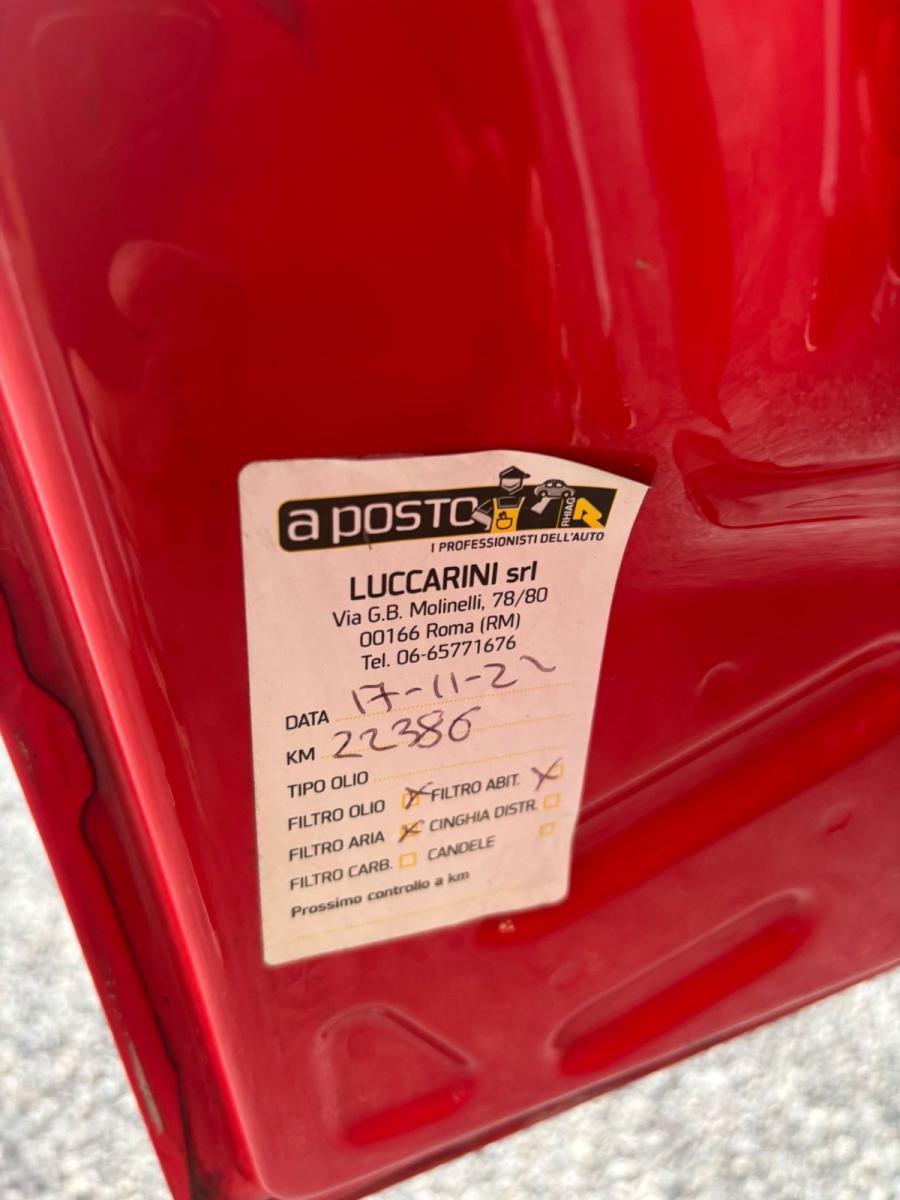 a POSTO
RHIAG
I PROFESSIONISTI DELL'AUTO
LUCCARINI srl
Via G.B. Molinelli, 78/80
00166 Roma (RM)
Tel. 06-65771676
DATA 17-11-22
KM 22386
TIPO OLIO
FILTRO OLIO FILTRO ABIT.
FILTRO ARIA CINGHIA DISTR.
FILTRO CARB. CANDELE
Prossimo controllo a km